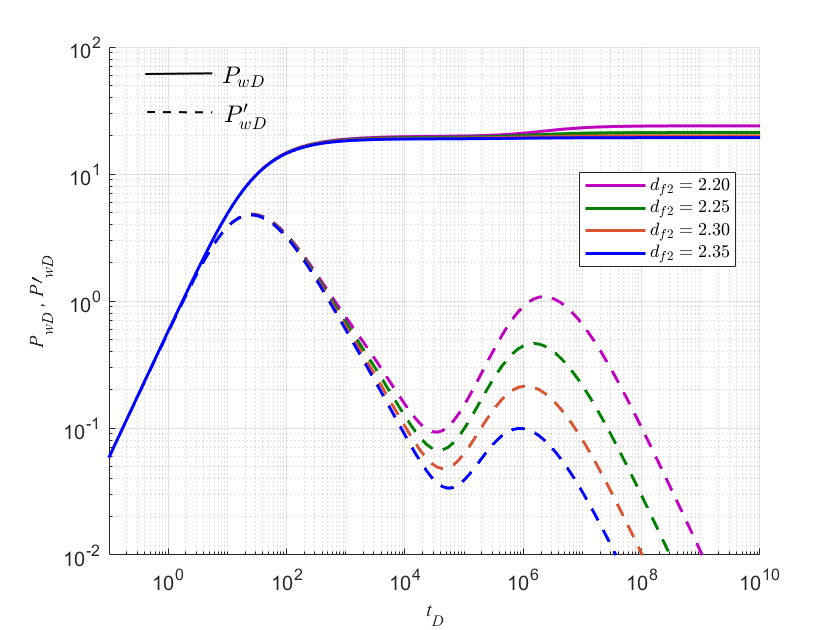 10^2
10^1
10^0
10^-1
10^-2
P_wD, P'_wD
P_wD
P'_wD
d_f2 = 2.20
d_f2 = 2.25
d_f2 = 2.30
d_f2 = 2.35
10^0 10^2 10^4 10^6 10^8 10^10
t_D